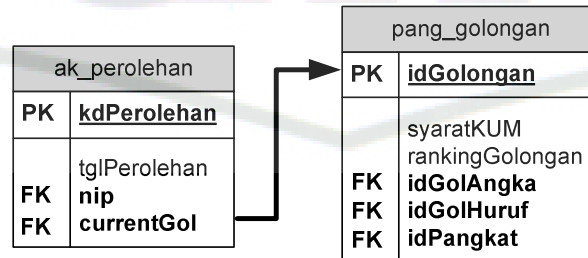 ak_perolehan
PK kdPerolehan
tglPerolehan
FK nip
FK currentGol
pang_golongan
PK idGolongan
syaratKUM
rankingGolongan
FK idGolAngka
FK idGolHuruf
FK idPangkat